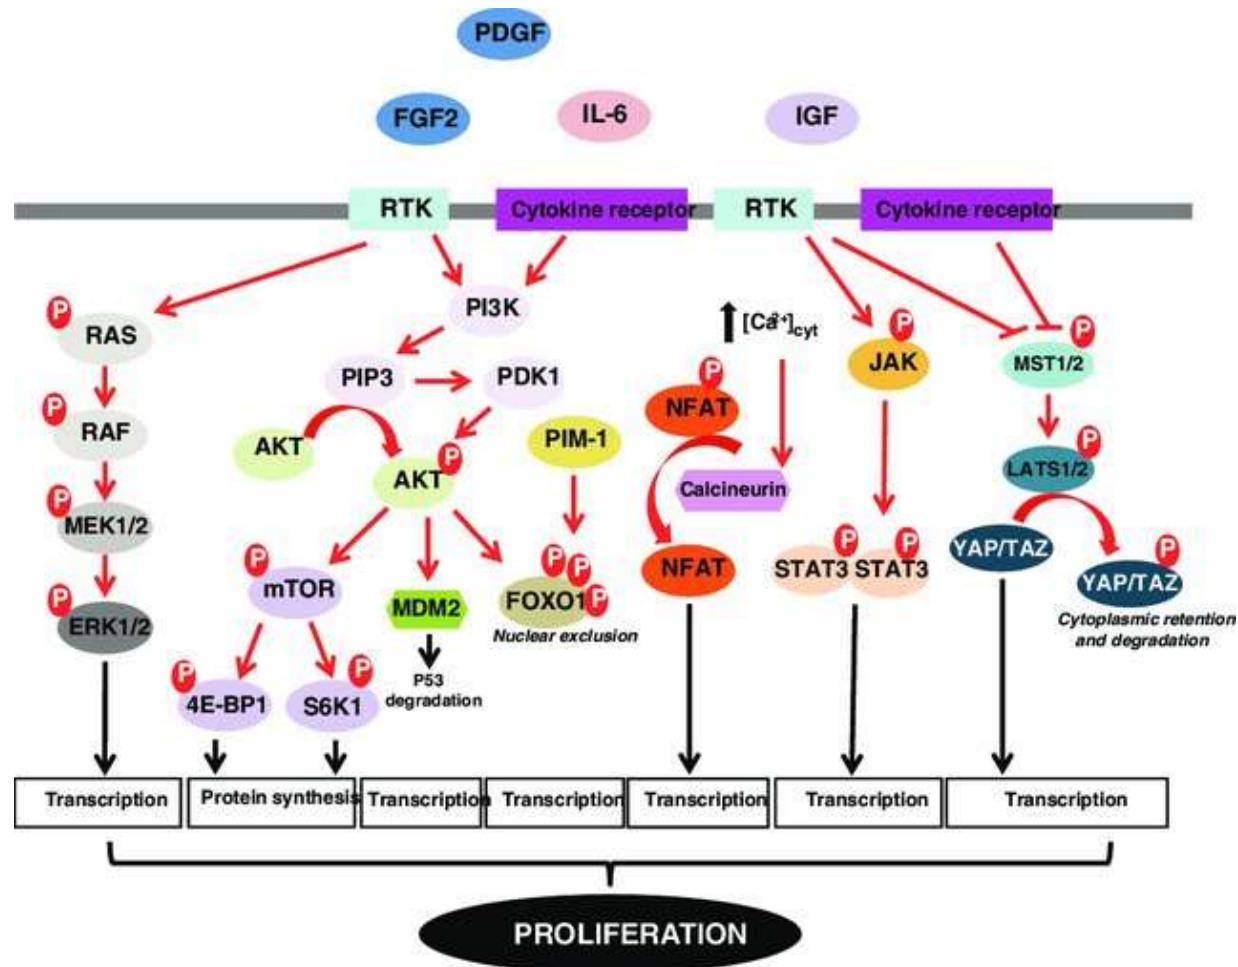 PDGF
FGF2
IL-6
IGF
RTK
Cytokine receptor
RTK
Cytokine receptor
P
RAS
PI3K
[Ca²⁺]cyt
P
JAK
P
MST1/2
PIP3
PDK1
P
NFAT
P
RAF
AKT
P
AKT
PIM-1
Calcineurin
P
LATS1/2
P
MEK1/2
P
mTOR
MDM2
P
P
P
FOXO1
Nuclear exclusion
NFAT
P
P
STAT3
STAT3
YAP/TAZ
P
YAP/TAZ
Cytoplasmic retention
and degradation
P
ERK1/2
P
4E-BP1
P
S6K1
P53
degradation
Transcription
Protein synthesis
Transcription
Transcription
Transcription
Transcription
Transcription
PROLIFERATION